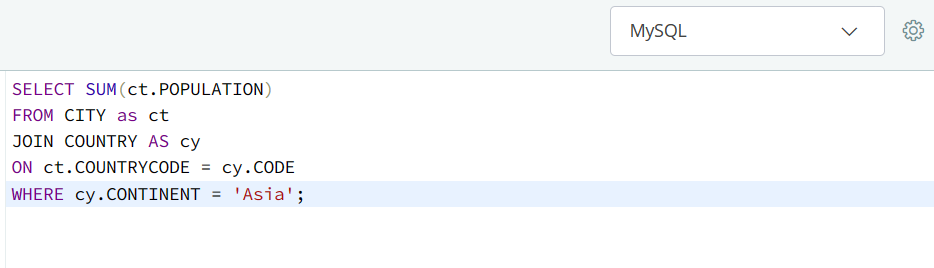 MySQL
SELECT SUM(ct.POPULATION)
FROM CITY as ct
JOIN COUNTRY AS cy
ON ct.COUNTRYCODE = cy.CODE
WHERE cy.CONTINENT = 'Asia';